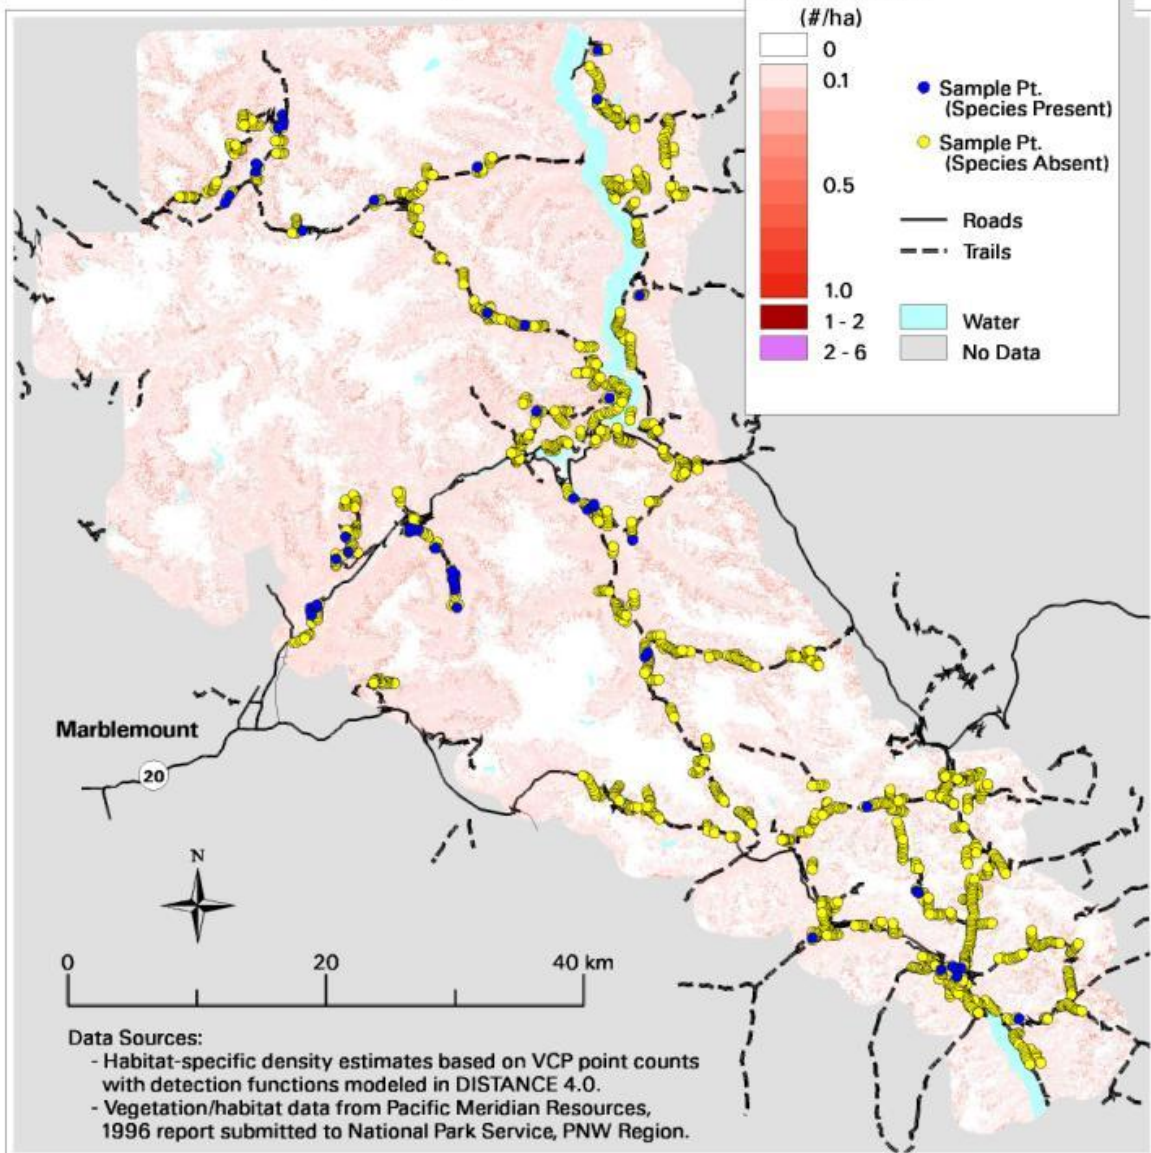 (#/ha)
0
0.1
0.5
1.0
1 - 2
2 - 6
Sample Pt.
(Species Present)
Sample Pt.
(Species Absent)
Roads
Trails
Water
No Data
Marblemount
20
N
0 20 40 km
Data Sources:
- Habitat-specific density estimates based on VCP point counts
with detection functions modeled in DISTANCE 4.0.
- Vegetation/habitat data from Pacific Meridian Resources,
1996 report submitted to National Park Service, PNW Region.